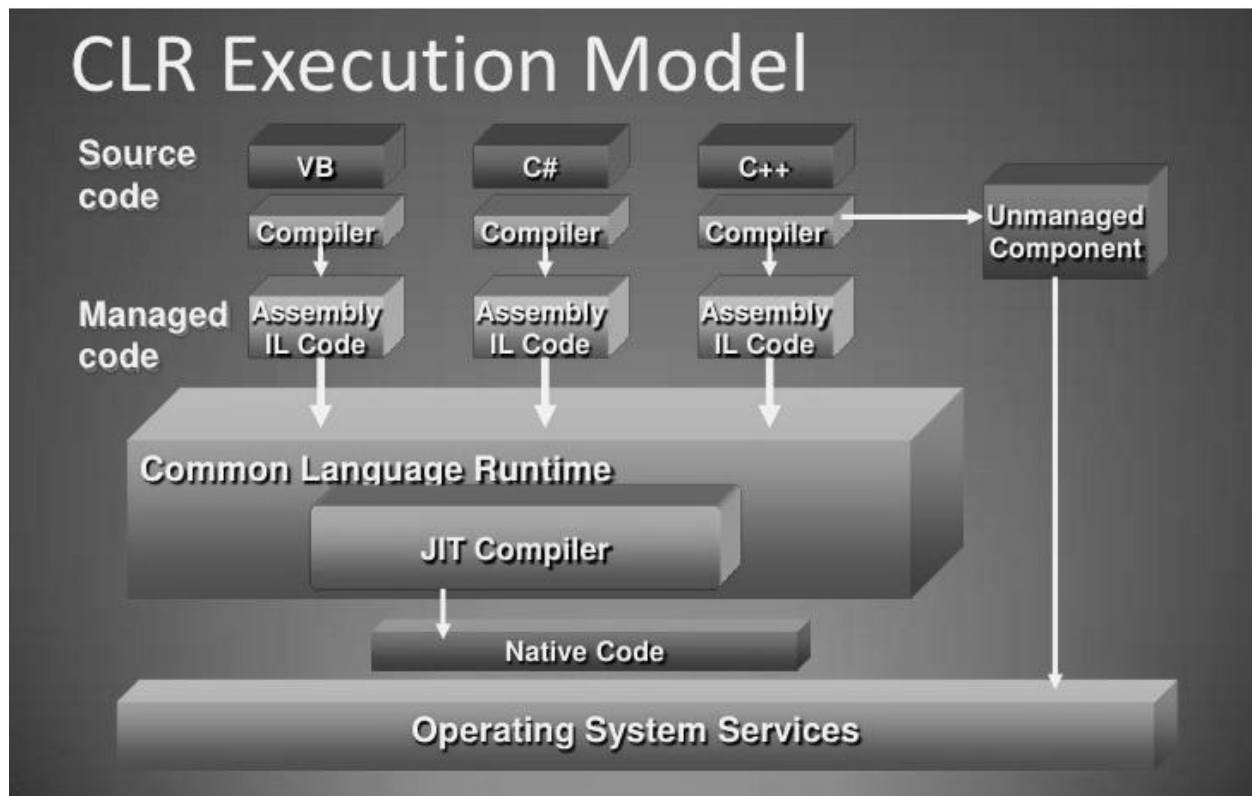 CLR Execution Model
Source
code
VB
C#
C++
Compiler
Compiler
Compiler
Unmanaged
Component
Managed
code
Assembly
IL Code
Assembly
IL Code
Assembly
IL Code
Common Language Runtime
JIT Compiler
Native Code
Operating System Services